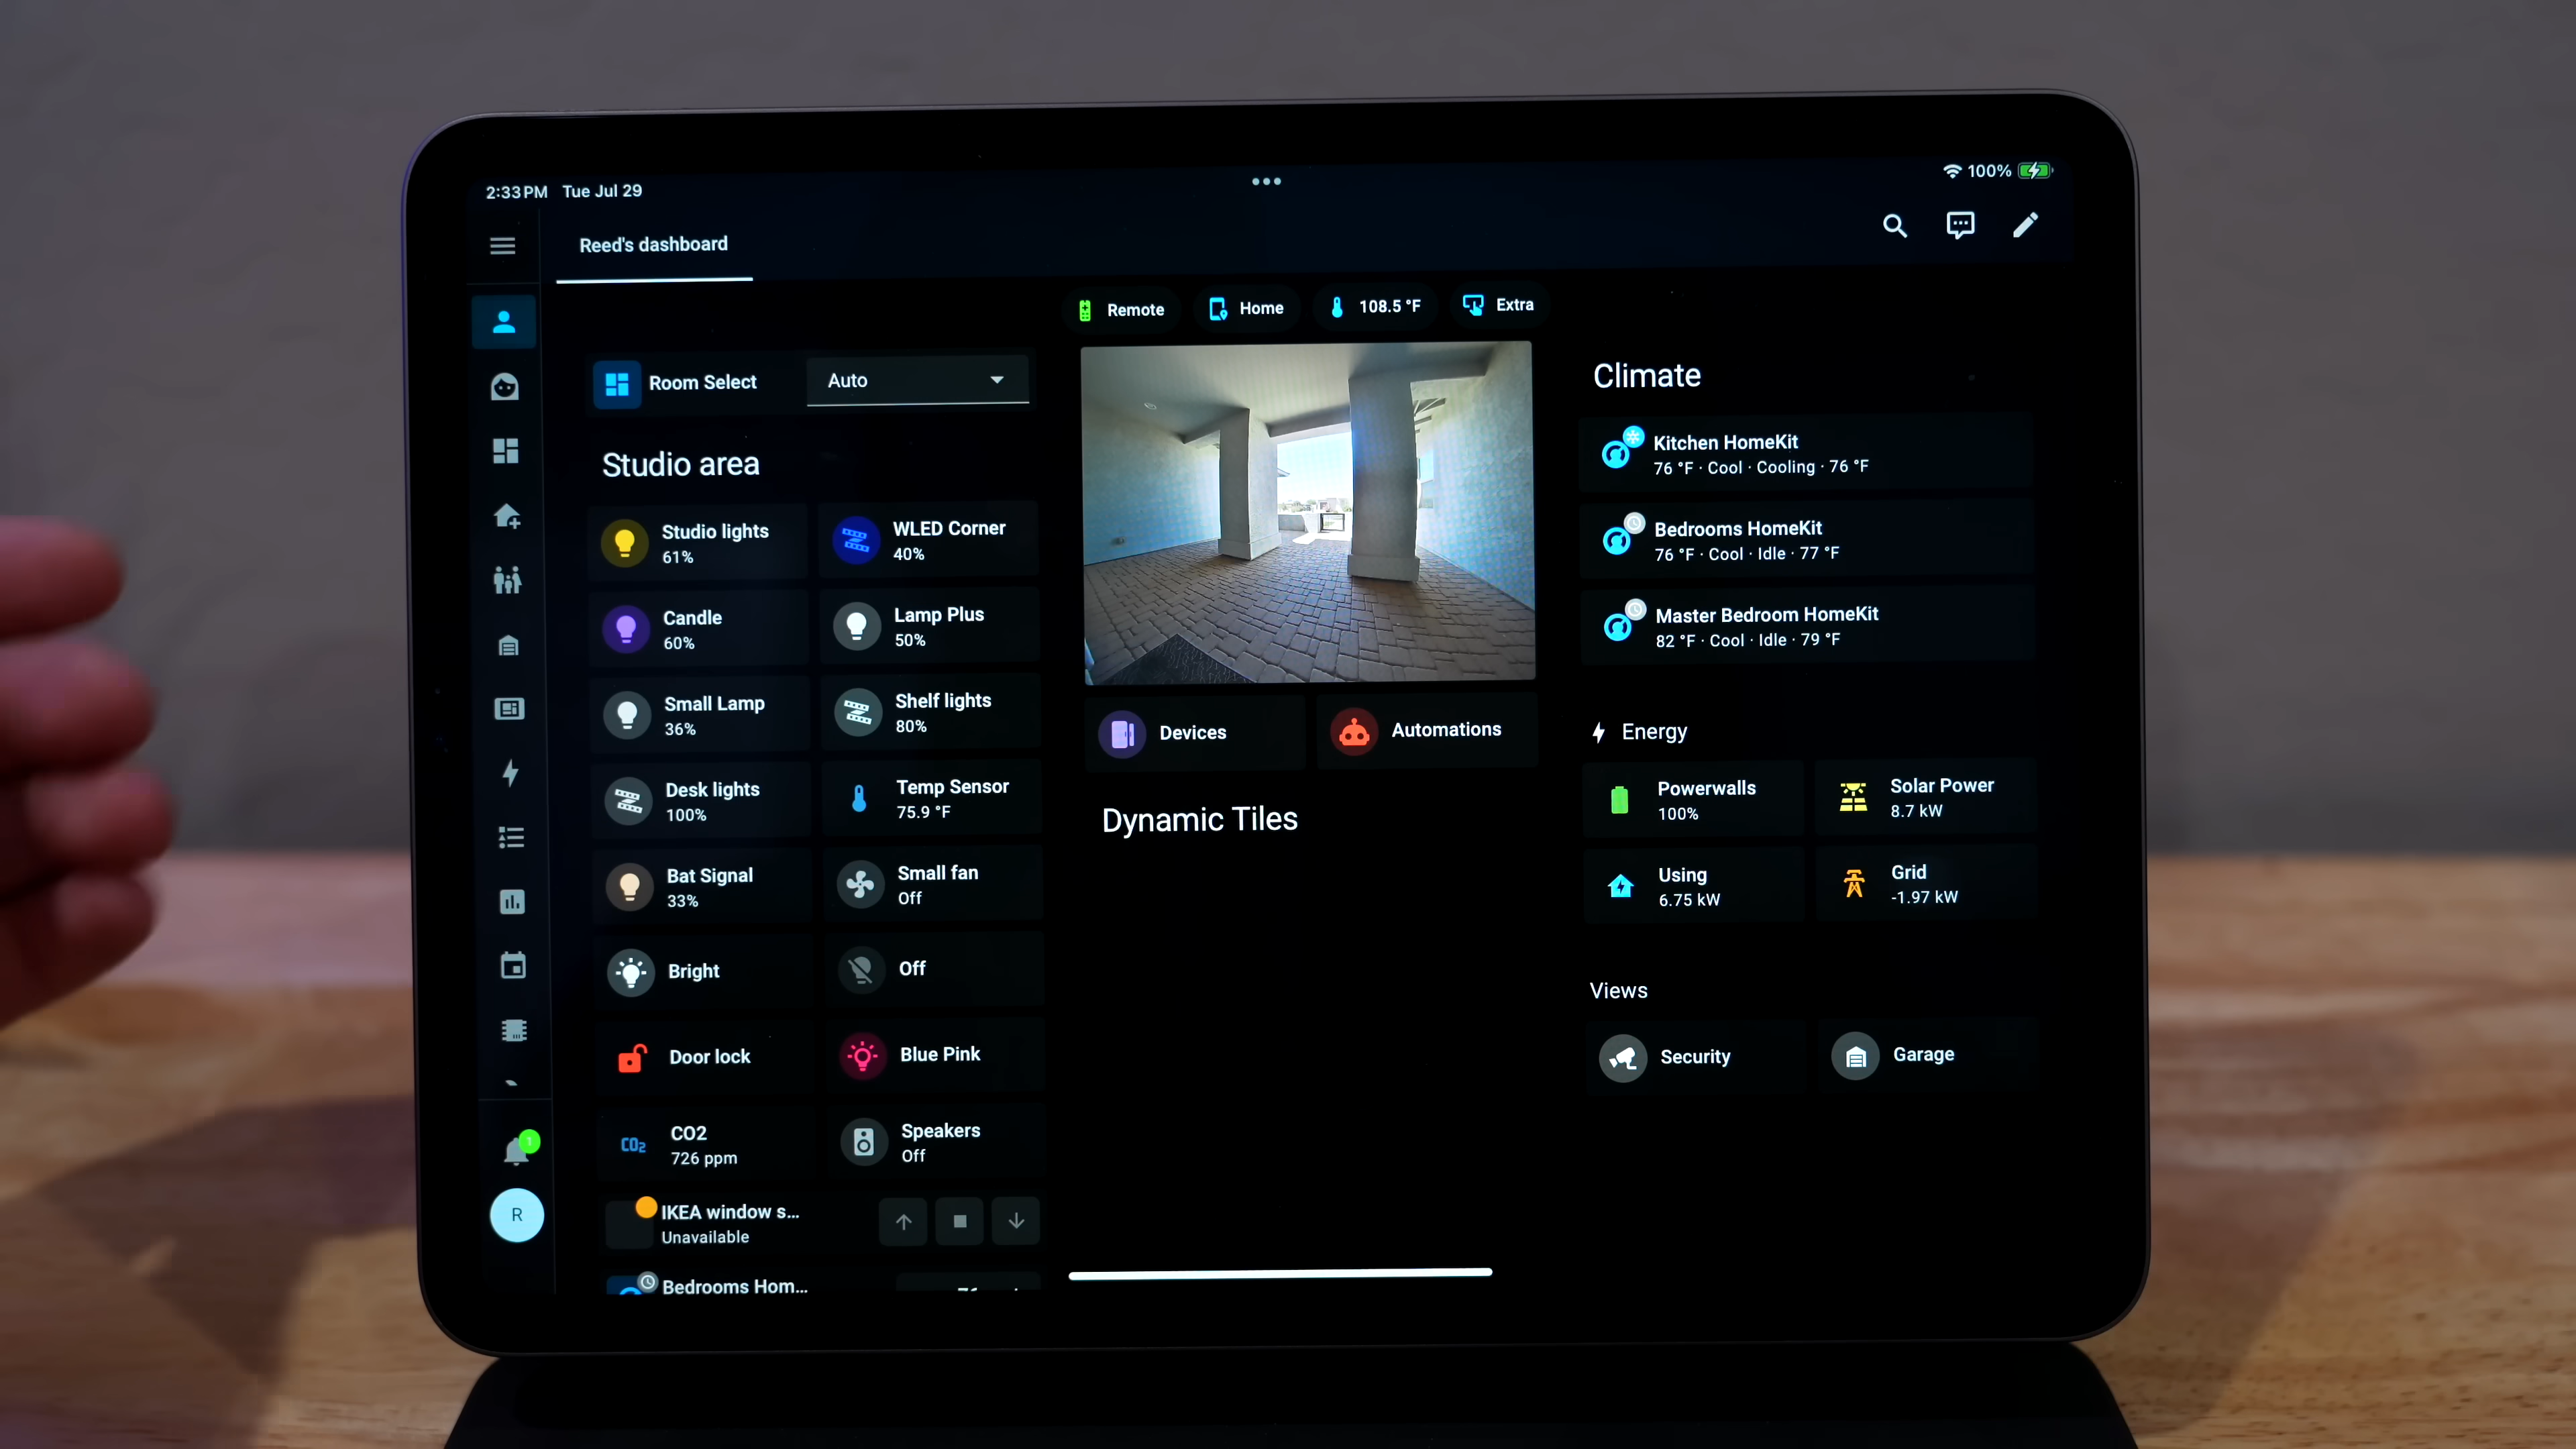 2:33 PM Tue Jul 29
100%
Reed's dashboard
Remote
Home
108.5 °F
Extra
Room Select
Auto
Studio area
Studio lights
61%
WLED Corner
40%
Candle
60%
Lamp Plus
50%
Small Lamp
36%
Shelf lights
80%
Desk lights
100%
Temp Sensor
75.9 °F
Bat Signal
33%
Small fan
Off
Bright
Off
Door lock
Blue Pink
CO2
CO2
726 ppm
Speakers
Off
IKEA window s...
Unavailable
Bedrooms Hom...
1
R
Devices
Automations
Dynamic Tiles
Climate
Kitchen HomeKit
76 °F · Cool · Cooling · 76 °F
Bedrooms HomeKit
76 °F · Cool · Idle · 77 °F
Master Bedroom HomeKit
82 °F · Cool · Idle · 79 °F
Energy
Powerwalls
100%
Solar Power
8.7 kW
Using
6.75 kW
Grid
-1.97 kW
Views
Security
Garage